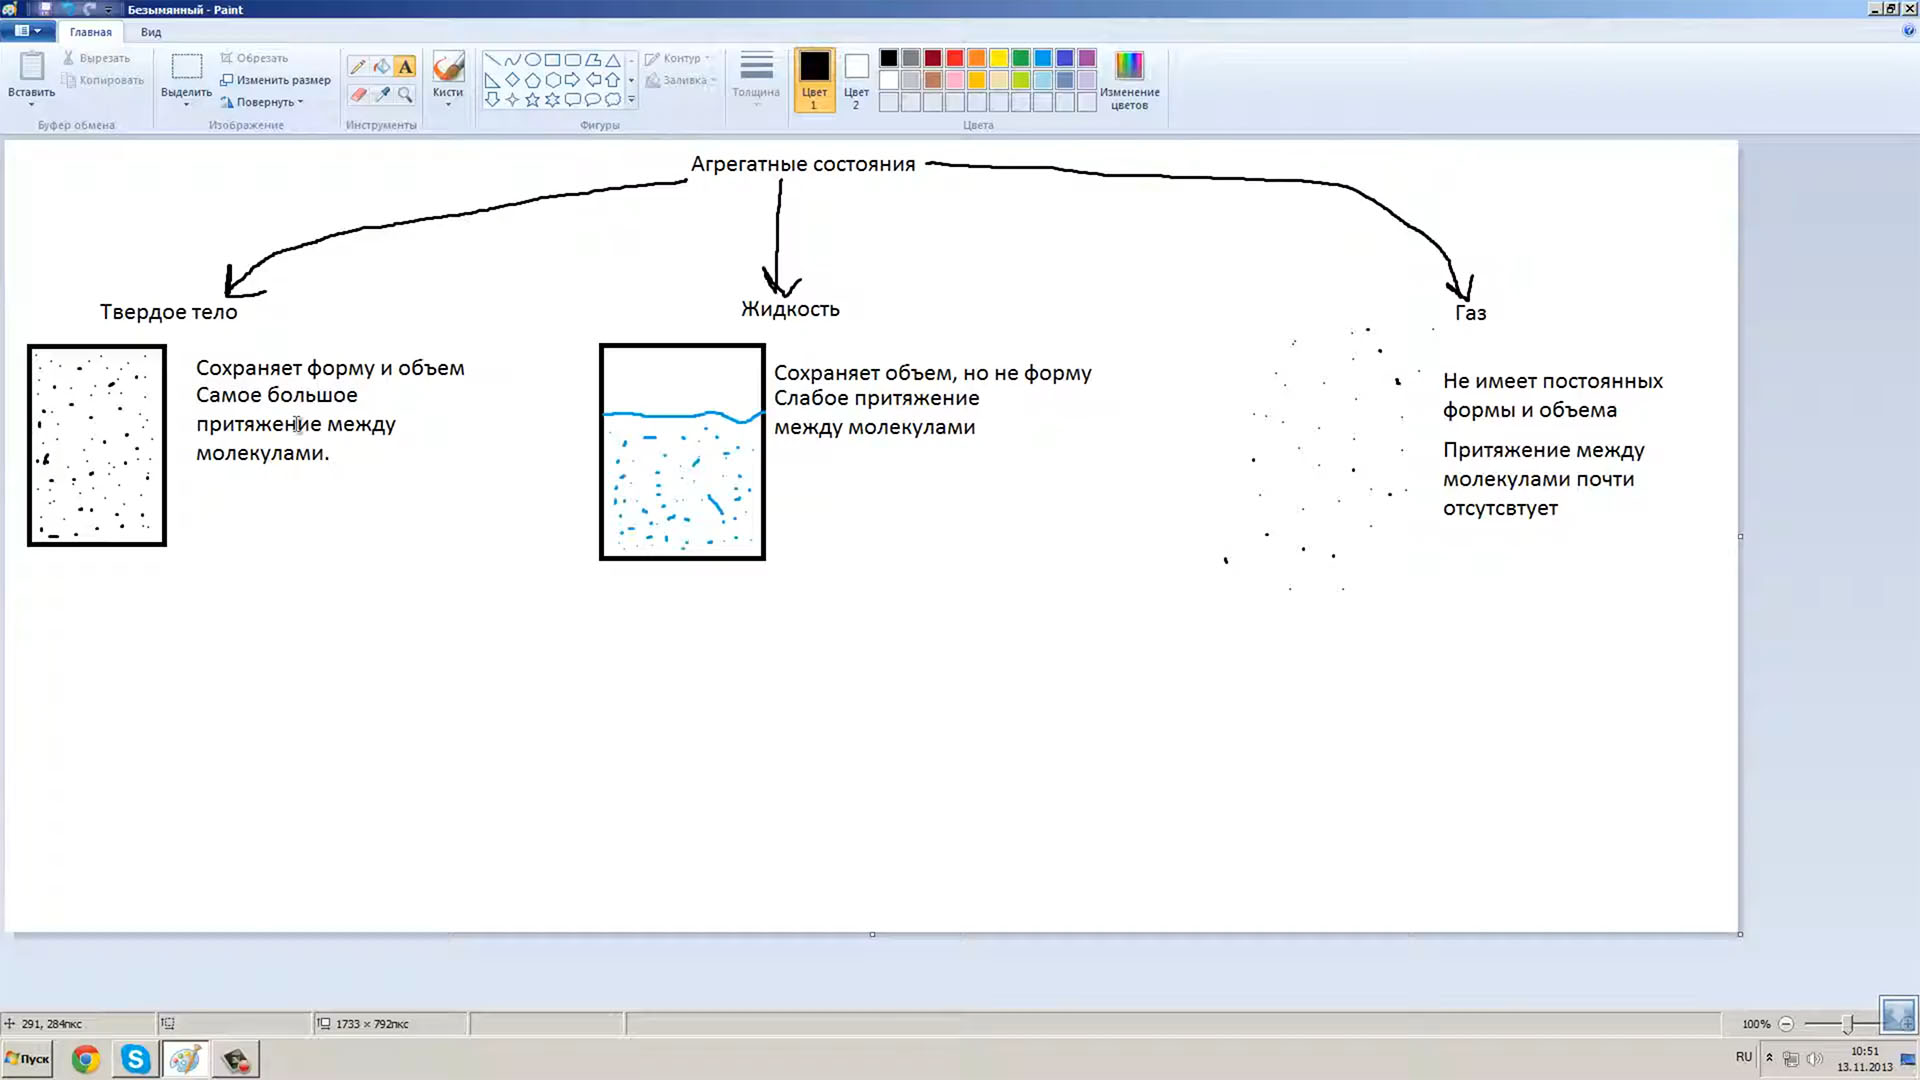 Безымянный - Paint
Главная
Вид
Вставить
Вырезать
Копировать
Буфер обмена
Выделить
Обрезать
Изменить размер
Повернуть
Изображение
A
Инструменты
Кисти
Контур
Заливка
Фигуры
Толщина
Цвет 1
Цвет 2
Изменение цветов
Цвета
Агрегатные состояния
Твердое тело
Сохраняет форму и объем
Самое большое
притяжение между
молекулами.
Жидкость
Сохраняет объем, но не форму
Слабое притяжение
между молекулами
Газ
Не имеет постоянных
формы и объема
Притяжение между
молекулами почти
отсутсвтует
291, 284пкс
1733 × 792пкс
100%
Пуск
RU
10:51
13.11.2013